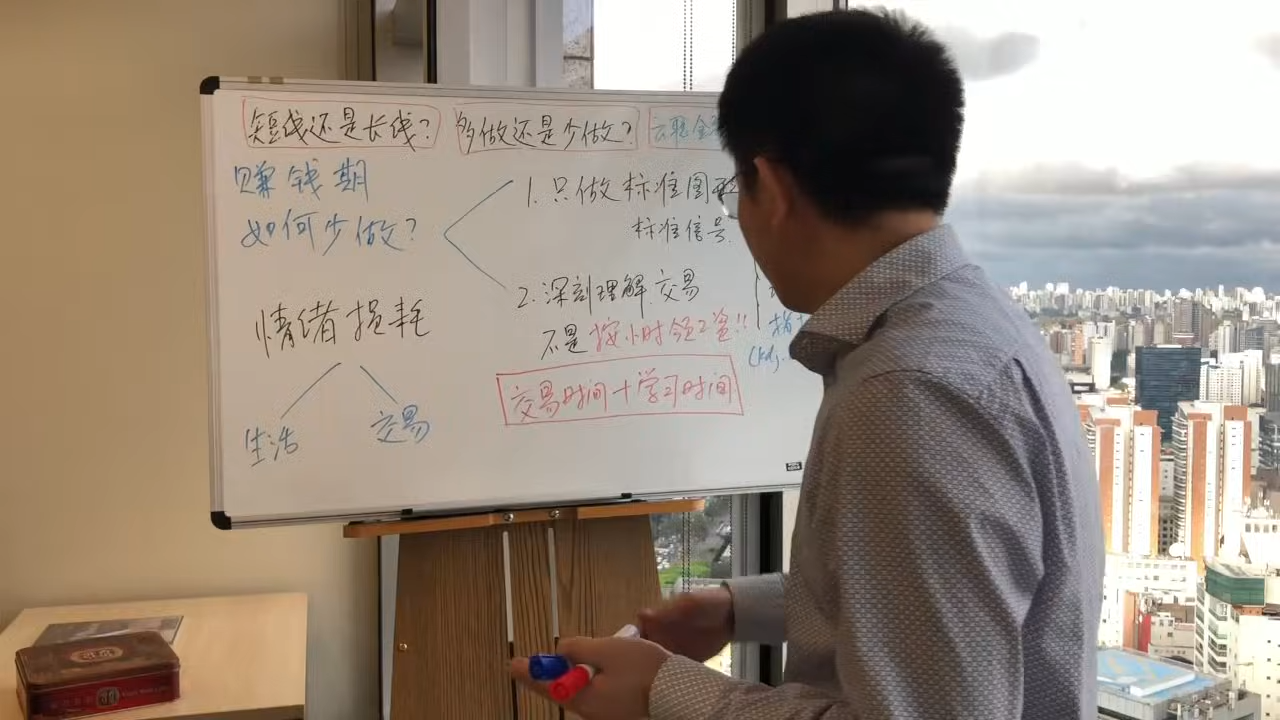 短线还是长线?
多做还是少做?
赚钱期
如何少做?
1. 只做标准图形
标准信号.
2. 深刻理解交易
不是按小时领工资!!
交易时间+学习时间
情绪损耗
生活
交易